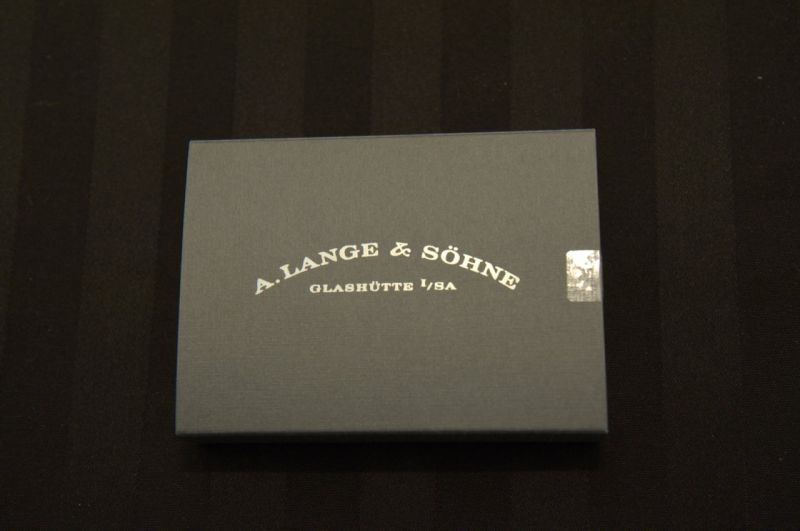 A. LANGE & SÖHNE
GLASHÜTTE I/SA